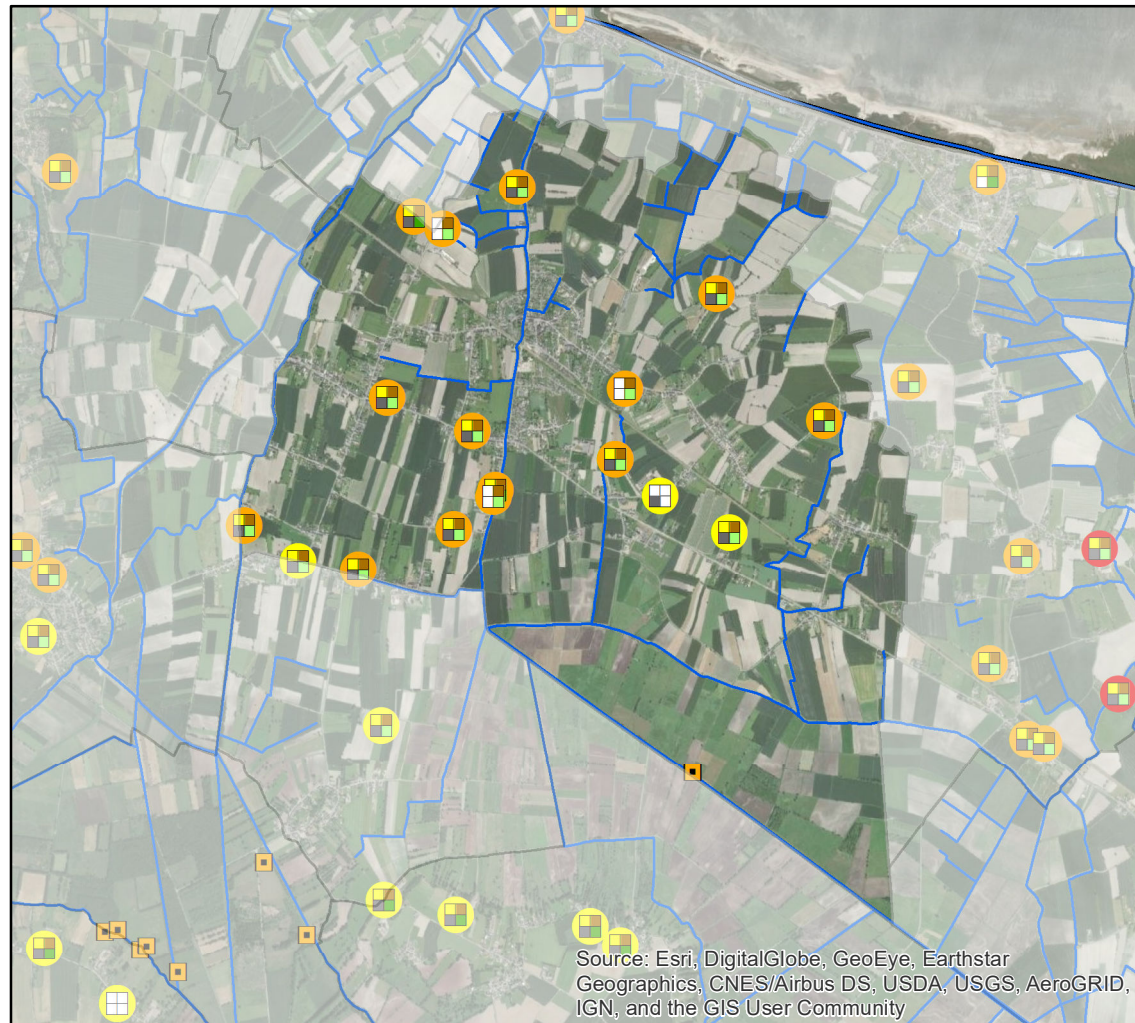 Source: Esri, DigitalGlobe, GeoEye, Earthstar
Geographics, CNES/Airbus DS, USDA, USGS, AeroGRID,
IGN, and the GIS User Community